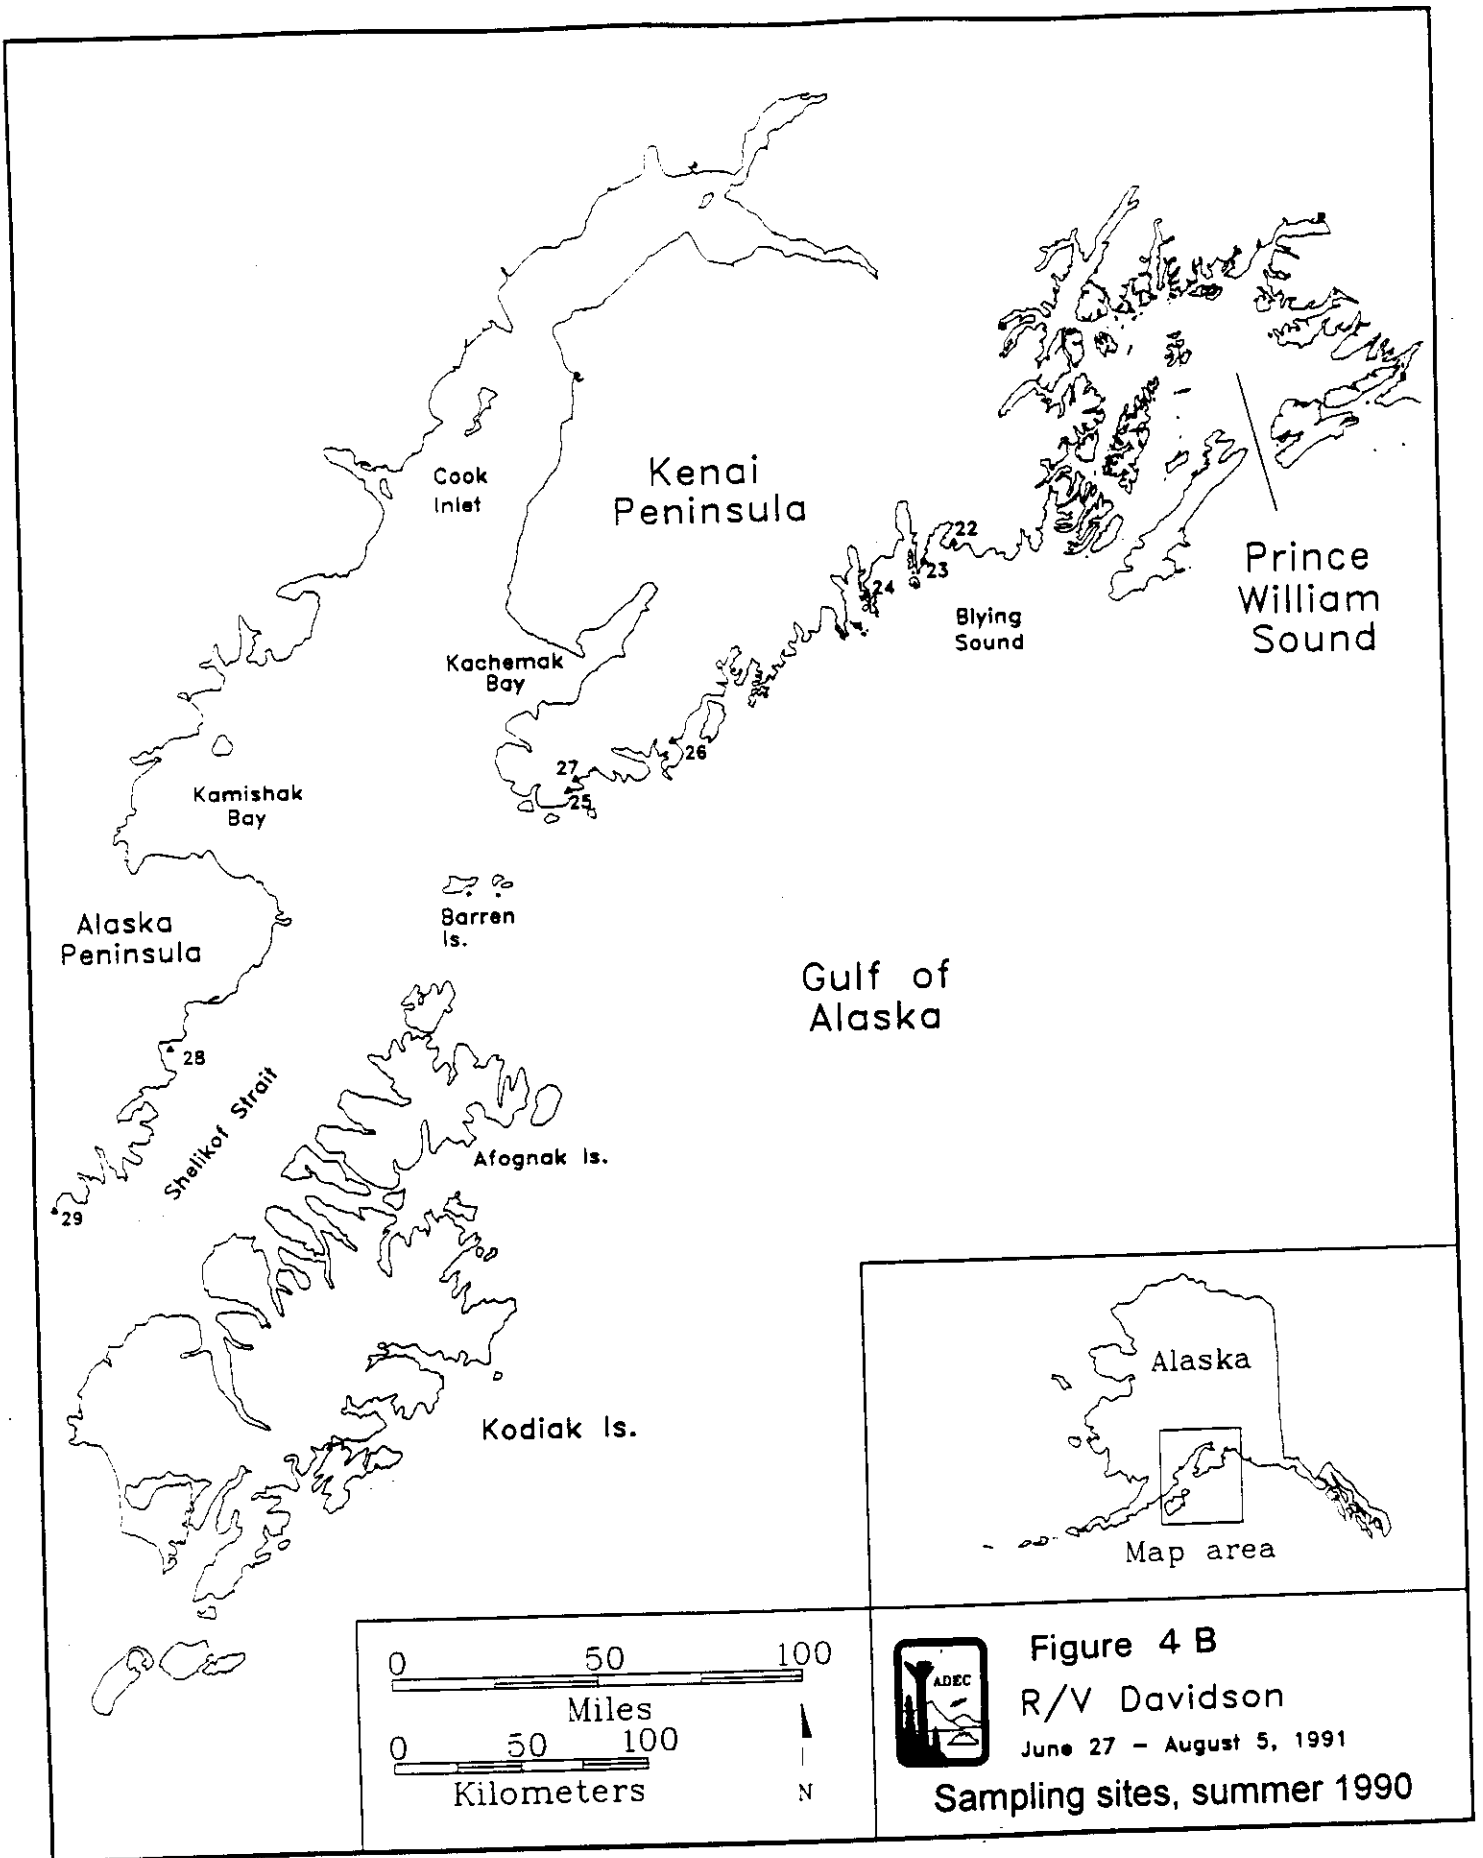 Cook
Inlet
Kenai
Peninsula
22
23
24
Blying
Sound
Prince
William
Sound
Kachemak
Bay
26
27
25
Kamishak
Bay
Alaska
Peninsula
Barren
Is.
Gulf of
Alaska
28
Shelikof Strait
Afognak Is.
29
Kodiak Is.
Alaska
Map area
0 50 100
Miles
0 50 100
Kilometers
N
ADEC
Figure 4 B
R/V Davidson
June 27 - August 5, 1991
Sampling sites, summer 1990